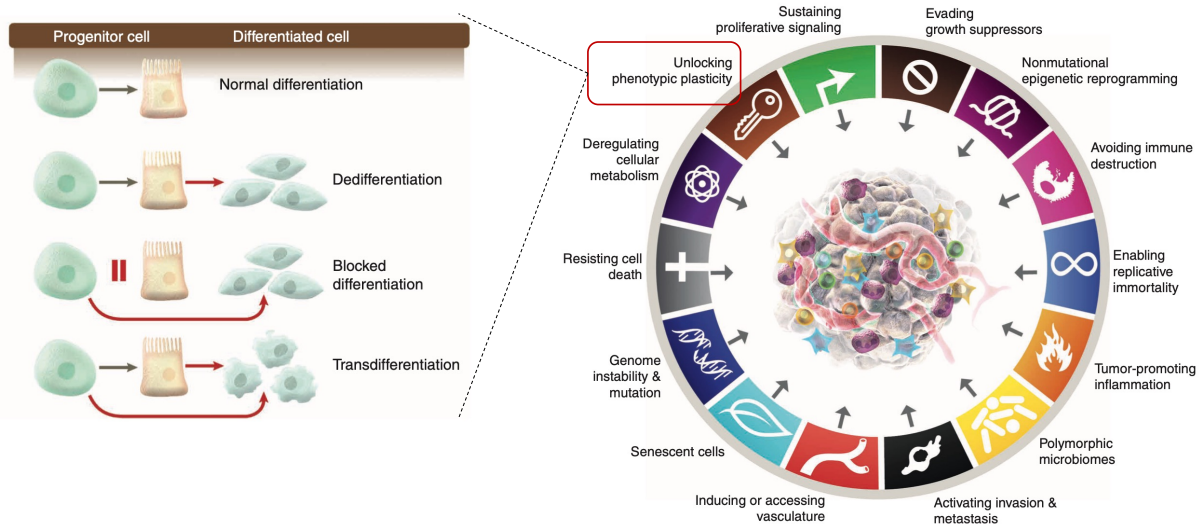 Progenitor cell
Differentiated cell
Normal differentiation
Dedifferentiation
Blocked
differentiation
Transdifferentiation
Sustaining
proliferative signaling
Evading
growth suppressors
Unlocking
phenotypic plasticity
Nonmutational
epigenetic reprogramming
Deregulating
cellular
metabolism
Avoiding immune
destruction
Resisting cell
death
Enabling
replicative
immortality
Genome
instability &
mutation
Tumor-promoting
inflammation
Senescent cells
Polymorphic
microbiomes
Inducing or accessing
vasculature
Activating invasion &
metastasis